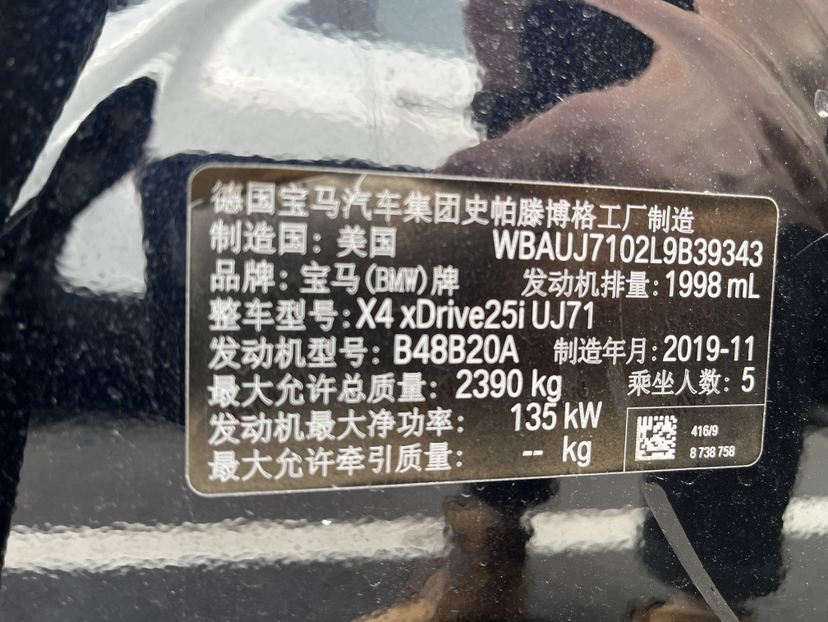 德国宝马汽车集团史帕滕博格工厂制造
制造国：美国 WBAUJ7102L9B39343
品牌：宝马(BMW)牌 发动机排量：1998 mL
整车型号：X4 xDrive25i UJ71
发动机型号：B48B20A 制造年月：2019-11
最大允许总质量：2390 kg 乘坐人数：5
发动机最大净功率：135 kW
416/9
最大允许牵引质量：-- kg
8 738 758